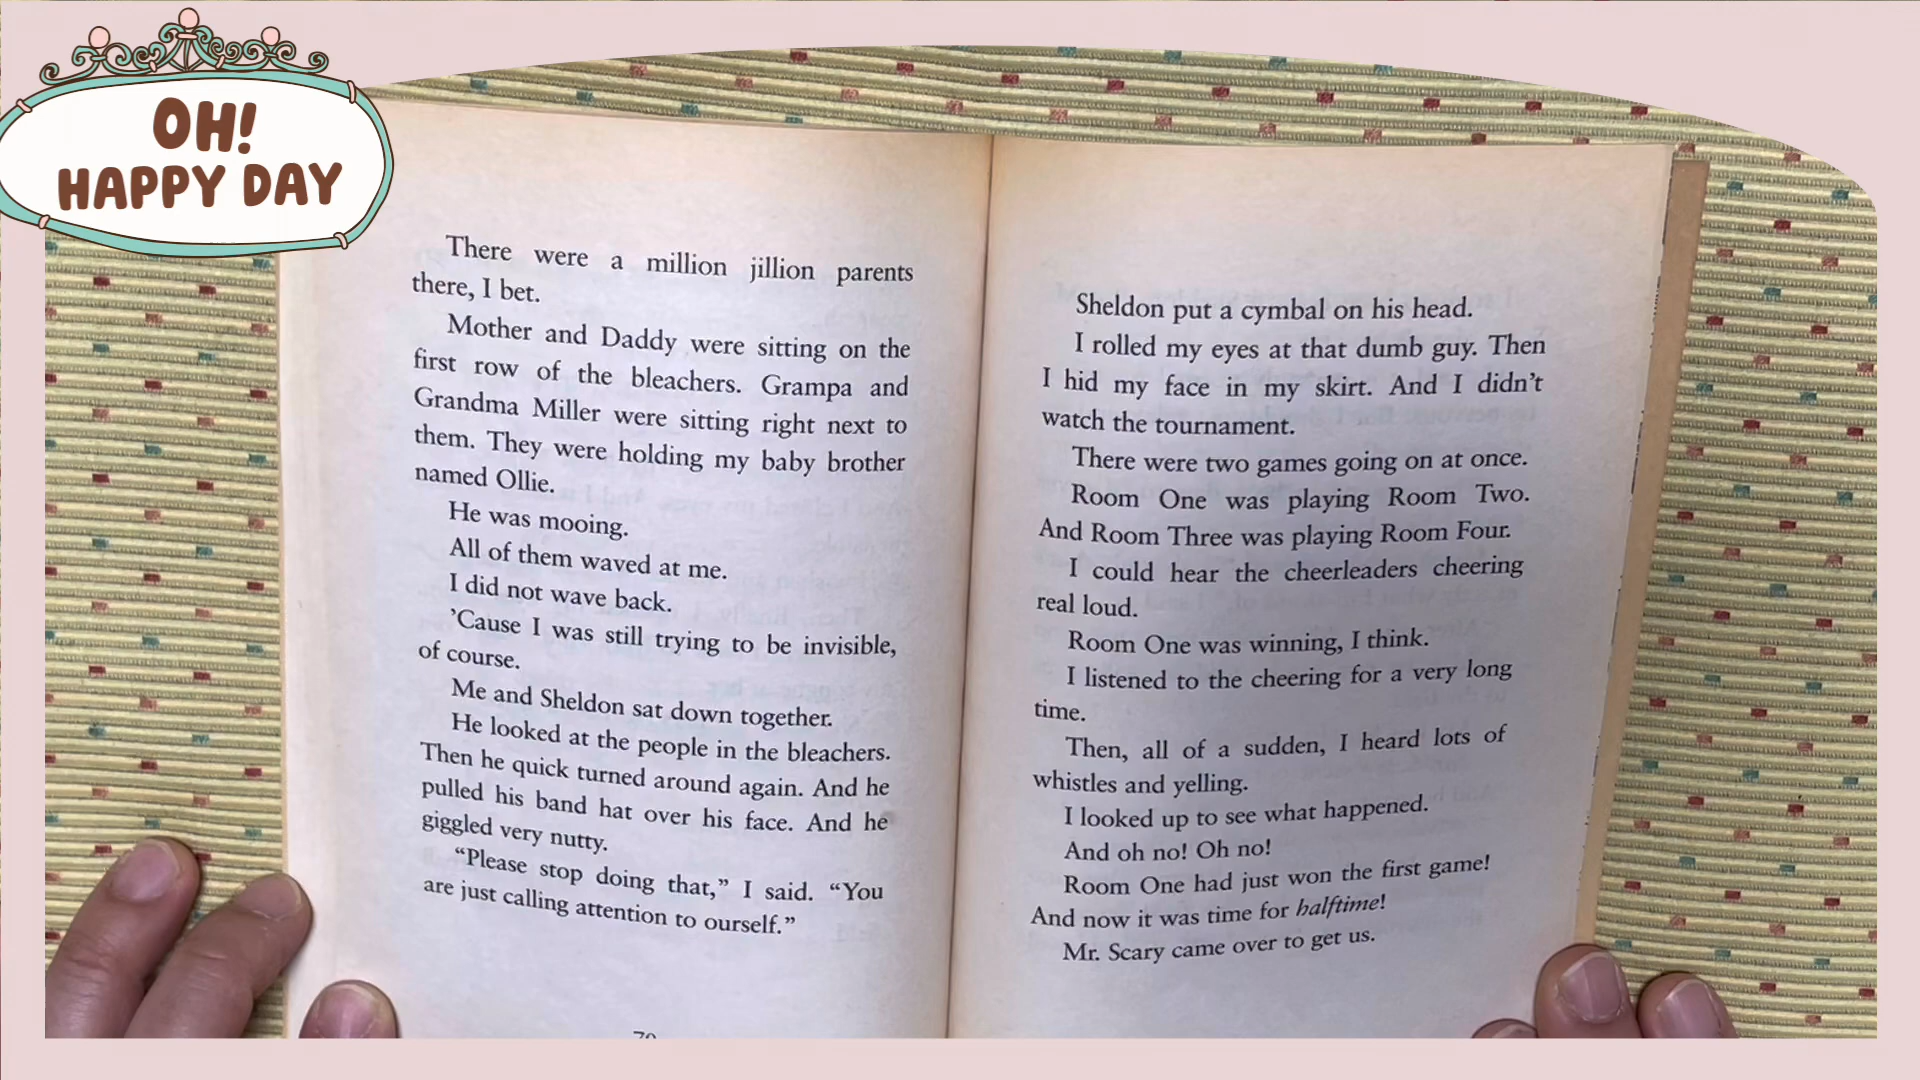 OH!
HAPPY DAY
There were a million jillion parents
there, I bet.
Mother and Daddy were sitting on the
first row of the bleachers. Grampa and
Grandma Miller were sitting right next to
them. They were holding my baby brother
named Ollie.
He was mooing.
All of them waved at me.
I did not wave back.
’Cause I was still trying to be invisible,
of course.
Me and Sheldon sat down together.
He looked at the people in the bleachers.
Then he quick turned around again. And he
pulled his band hat over his face. And he
giggled very nutty.
“Please stop doing that,” I said. “You
are just calling attention to ourself.”
Sheldon put a cymbal on his head.
I rolled my eyes at that dumb guy. Then
I hid my face in my skirt. And I didn’t
watch the tournament.
There were two games going on at once.
Room One was playing Room Two.
And Room Three was playing Room Four.
I could hear the cheerleaders cheering
real loud.
Room One was winning, I think.
I listened to the cheering for a very long
time.
Then, all of a sudden, I heard lots of
whistles and yelling.
I looked up to see what happened.
And oh no! Oh no!
Room One had just won the first game!
And now it was time for halftime!
Mr. Scary came over to get us.